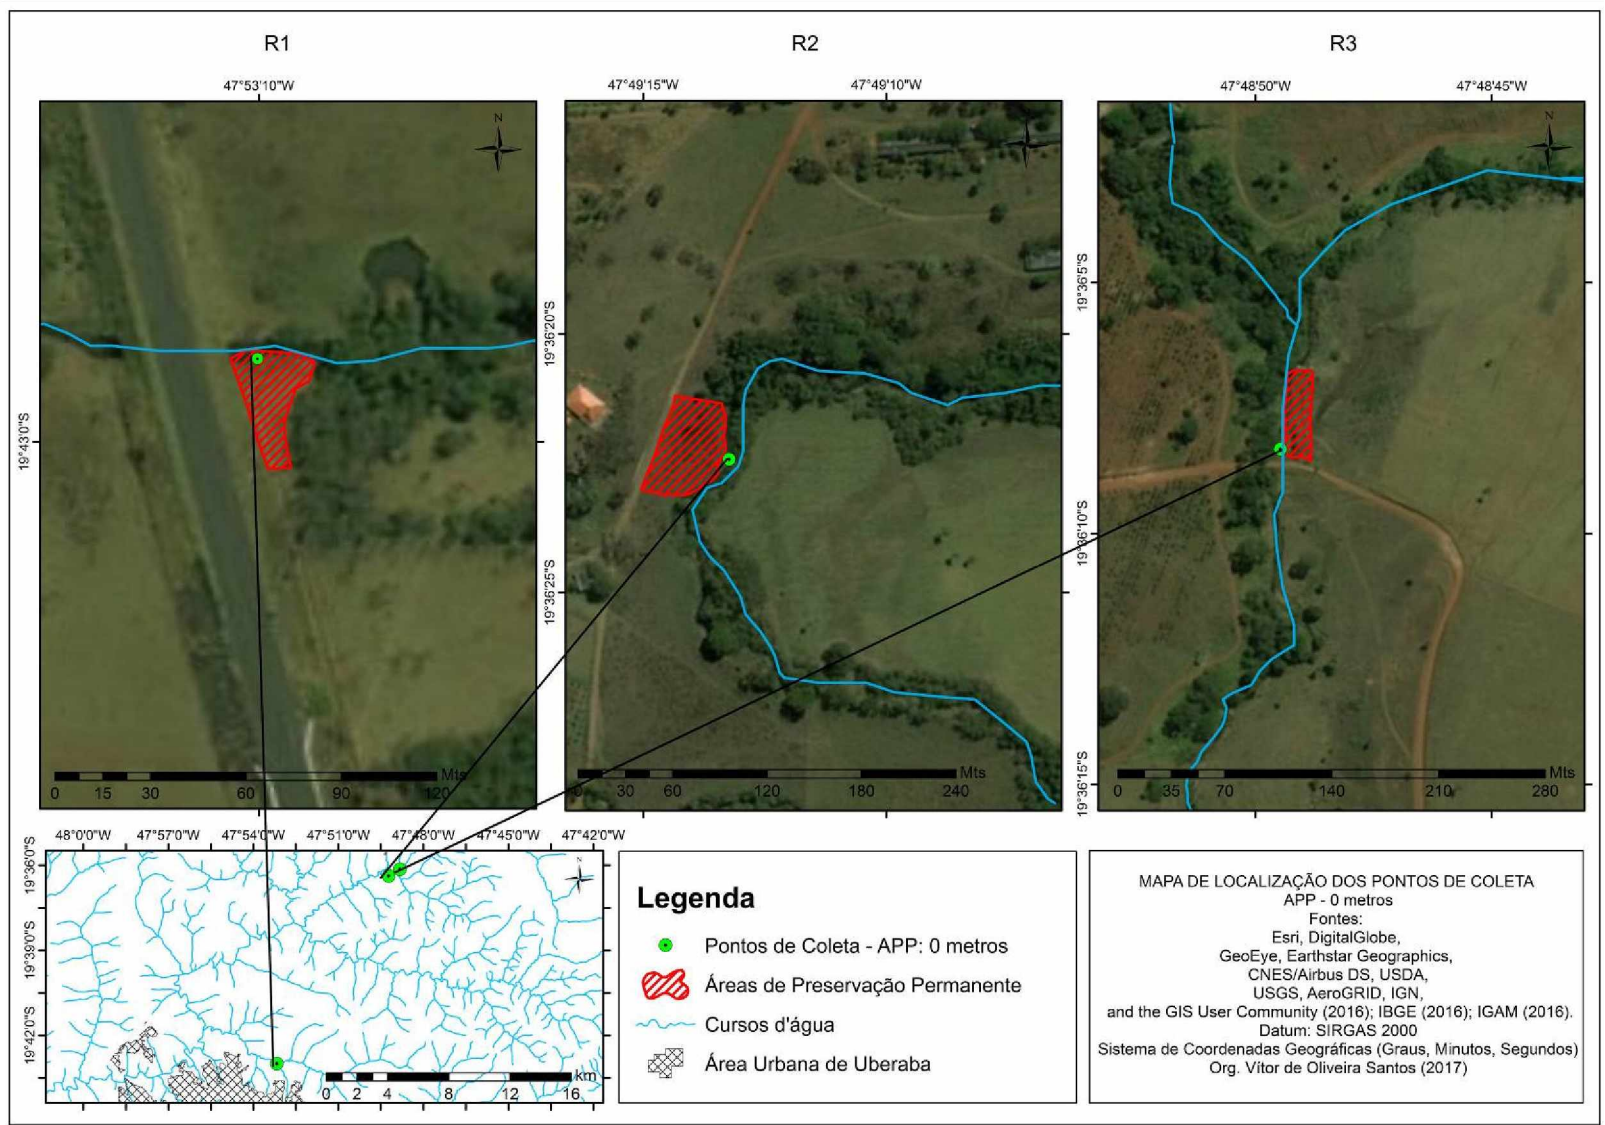 R1
R2
R3
47°53'10"W
47°49'15"W
47°49'10"W
47°48'50"W
47°48'45"W
N
N
19°43'0"S
19°36'20"S
19°36'25"S
19°36'5"S
19°36'10"S
19°36'15"S
0 15 30 60 90 120 Mts
0 30 60 120 180 240 Mts
0 35 70 140 210 280 Mts
48°0'0"W 47°57'0"W 47°54'0"W 47°51'0"W 47°48'0"W 47°45'0"W 47°42'0"W
19°36'0"S
19°39'0"S
19°42'0"S
0 2 4 8 12 16 km
Legenda
Pontos de Coleta - APP: 0 metros
Áreas de Preservação Permanente
Cursos d'água
Área Urbana de Uberaba
MAPA DE LOCALIZAÇÃO DOS PONTOS DE COLETA
APP - 0 metros
Fontes:
Esri, DigitalGlobe,
GeoEye, Earthstar Geographics,
CNES/Airbus DS, USDA,
USGS, AeroGRID, IGN,
and the GIS User Community (2016); IBGE (2016); IGAM (2016).
Datum: SIRGAS 2000
Sistema de Coordenadas Geográficas (Graus, Minutos, Segundos)
Org. Vítor de Oliveira Santos (2017)